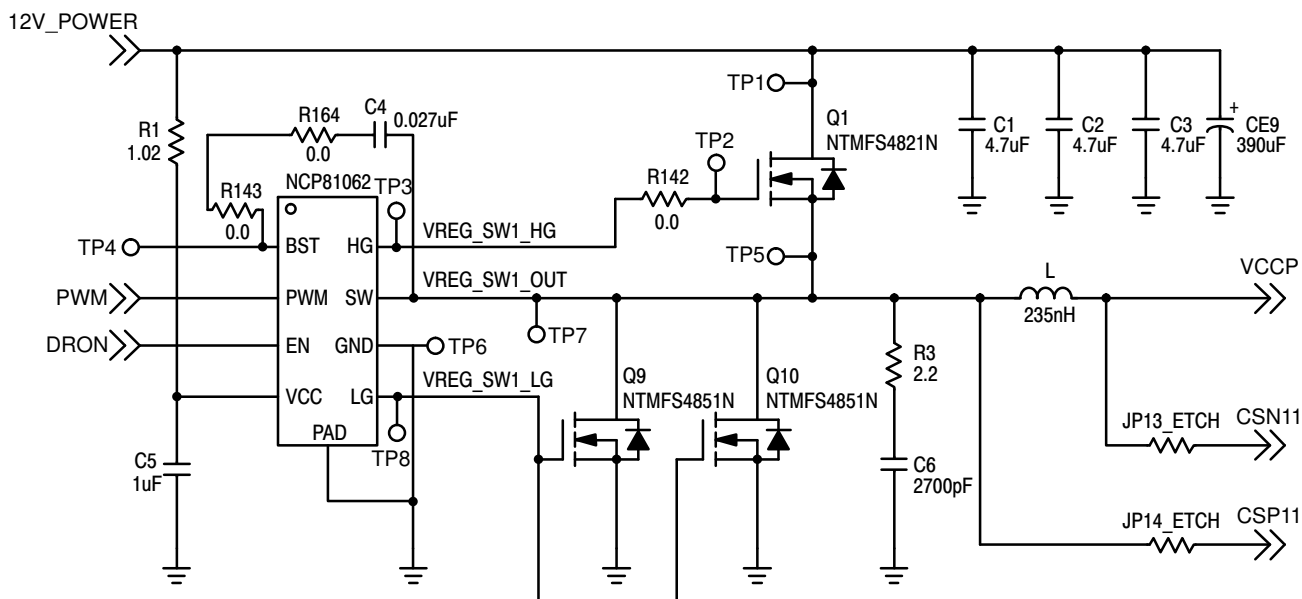 12V_POWER
TP1
R164
C4
0.027uF
Q1
NTMFS4821N
R1
1.02
0.0
C1
4.7uF
C2
4.7uF
C3
4.7uF
+
CE9
390uF
TP2
R143
0.0
NCP81062
TP3
R142
0.0
TP4
BST
HG
VREG_SW1_HG
TP5
PWM
PWM
SW
VREG_SW1_OUT
L
235nH
VCCP
DRON
EN
GND
TP6
TP7
R3
2.2
VCC
LG
VREG_SW1_LG
Q9
NTMFS4851N
Q10
NTMFS4851N
PAD
TP8
JP13_ETCH
CSN11
C5
1uF
C6
2700pF
JP14_ETCH
CSP11